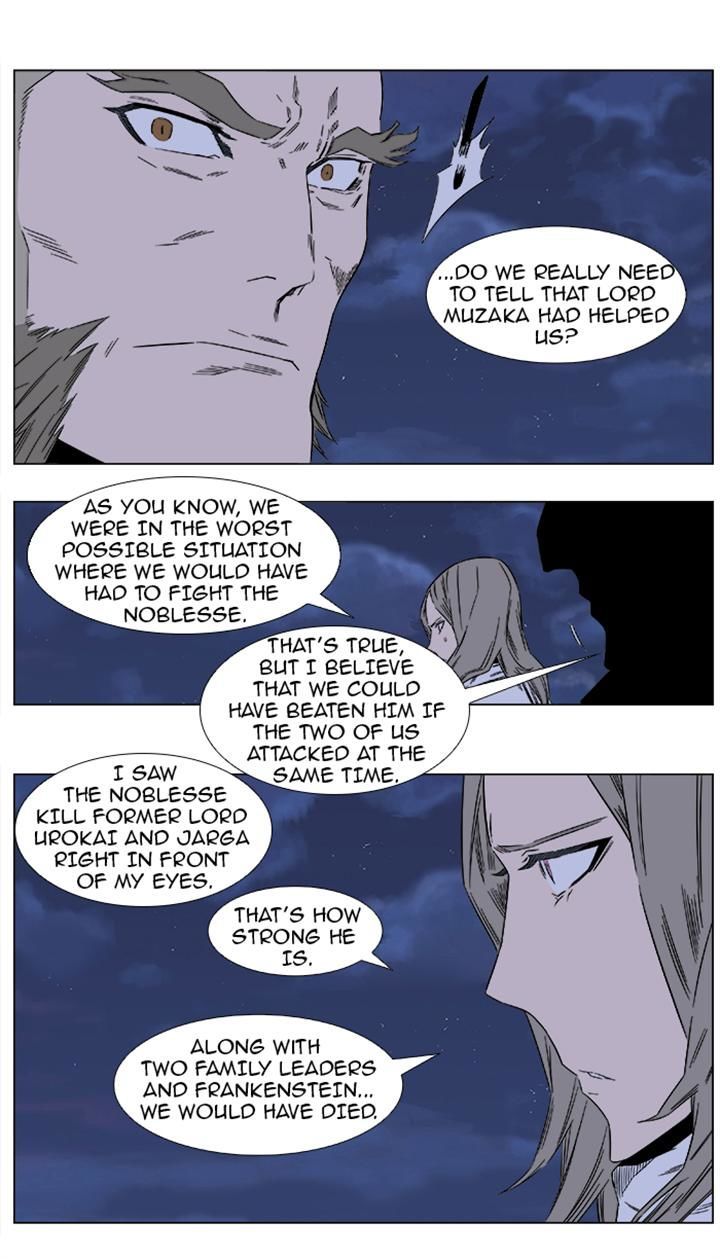 ...DO WE REALLY NEED
TO TELL THAT LORD
MUZAKA HAD HELPED
US?
AS YOU KNOW, WE
WERE IN THE WORST
POSSIBLE SITUATION
WHERE WE WOULD HAVE
HAD TO FIGHT THE
NOBLESSE.
THAT'S TRUE,
BUT I BELIEVE
THAT WE COULD
HAVE BEATEN HIM IF
THE TWO OF US
ATTACKED AT THE
SAME TIME.
I SAW
THE NOBLESSE
KILL FORMER LORD
UROKAI AND JARGA
RIGHT IN FRONT
OF MY EYES.
THAT'S HOW
STRONG HE
IS.
ALONG WITH
TWO FAMILY LEADERS
AND FRANKENSTEIN...
WE WOULD HAVE DIED.